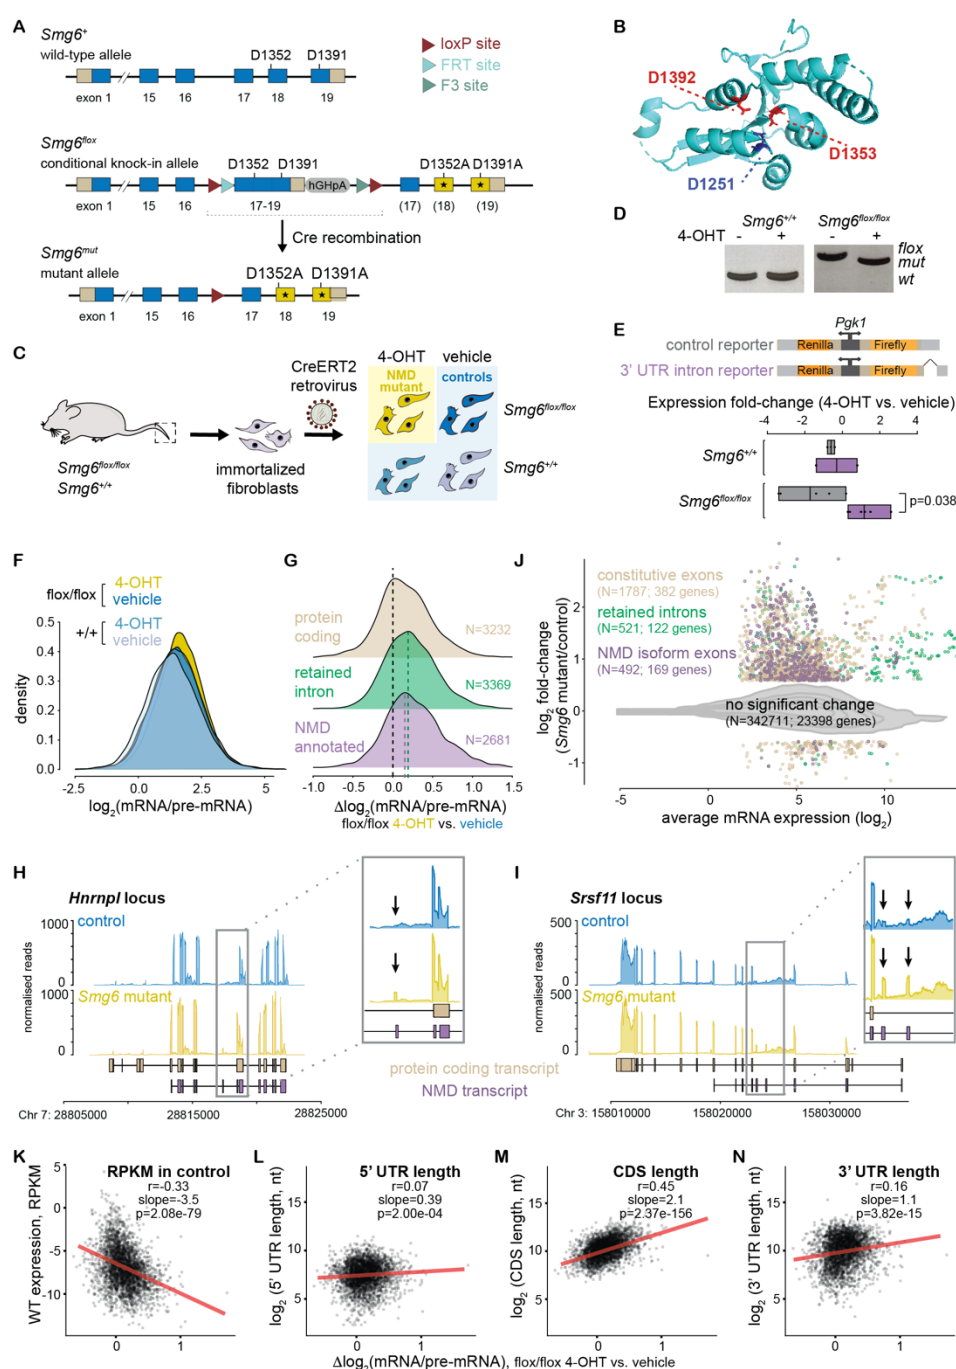 A
Smg6+
wild-type allele
D1352
D1391
exon 1
15
16
17
18
19
loxP site
FRT site
F3 site
Smg6flox
conditional knock-in allele
D1352
D1391
D1352A
D1391A
hGHpA
exon 1
15
16
17-19
(17)
(18)
(19)
Cre recombination
Smg6mut
mutant allele
D1352A
D1391A
exon 1
15
16
17
18
19
B
D1392
D1353
D1251
C
Smg6flox/flox
Smg6+/+
immortalized
fibroblasts
CreERT2
retrovirus
4-OHT
vehicle
NMD
mutant
controls
Smg6flox/flox
Smg6+/+
D
Smg6+/+
Smg6flox/flox
4-OHT
-
+
-
+
flox
mut
wt
E
Pgk1
control reporter
Renilla
Firefly
3' UTR intron reporter
Renilla
Firefly
Expression fold-change (4-OHT vs. vehicle)
-4
-2
0
2
4
Smg6+/+
Smg6flox/flox
p=0.038
F
flox/flox
4-OHT
vehicle
+/+
4-OHT
vehicle
density
0.5
0.4
0.3
0.2
0.1
0.0
-2.5
0.0
2.5
5.0
log2(mRNA/pre-mRNA)
G
protein
coding
N=3232
retained
intron
N=3369
NMD
annotated
N=2681
-1.0
-0.5
0.0
0.5
1.0
1.5
Δlog2(mRNA/pre-mRNA)
flox/flox 4-OHT vs. vehicle
J
constitutive exons
(N=1787; 382 genes)
retained introns
(N=521; 122 genes)
NMD isoform exons
(N=492; 169 genes)
no significant change
(N=342711; 23398 genes)
log2 fold-change
(Smg6 mutant/control)
2
1
0
-1
-5
0
5
10
average mRNA expression (log2)
H
Hnrnpl locus
control
Smg6 mutant
normalised reads
1000
0
1000
0
Chr 7: 28805000
28815000
28825000
protein coding transcript
NMD transcript
I
Srsf11 locus
control
Smg6 mutant
normalised reads
500
0
500
0
Chr 3: 158010000
158020000
158030000
K
RPKM in control
r=-0.33
slope=-3.5
p=2.08e-79
WT expression, RPKM
5
0
-5
-10
0
1
L
5' UTR length
r=0.07
slope=0.39
p=2.00e-04
log2 (5' UTR length, nt)
15
10
5
0
1
M
CDS length
r=0.45
slope=2.1
p=2.37e-156
log2 (CDS length, nt)
15
10
5
0
1
N
3' UTR length
r=0.16
slope=1.1
p=3.82e-15
log2 (3' UTR length, nt)
15
10
5
0
1
Δlog2(mRNA/pre-mRNA), flox/flox 4-OHT vs. vehicle